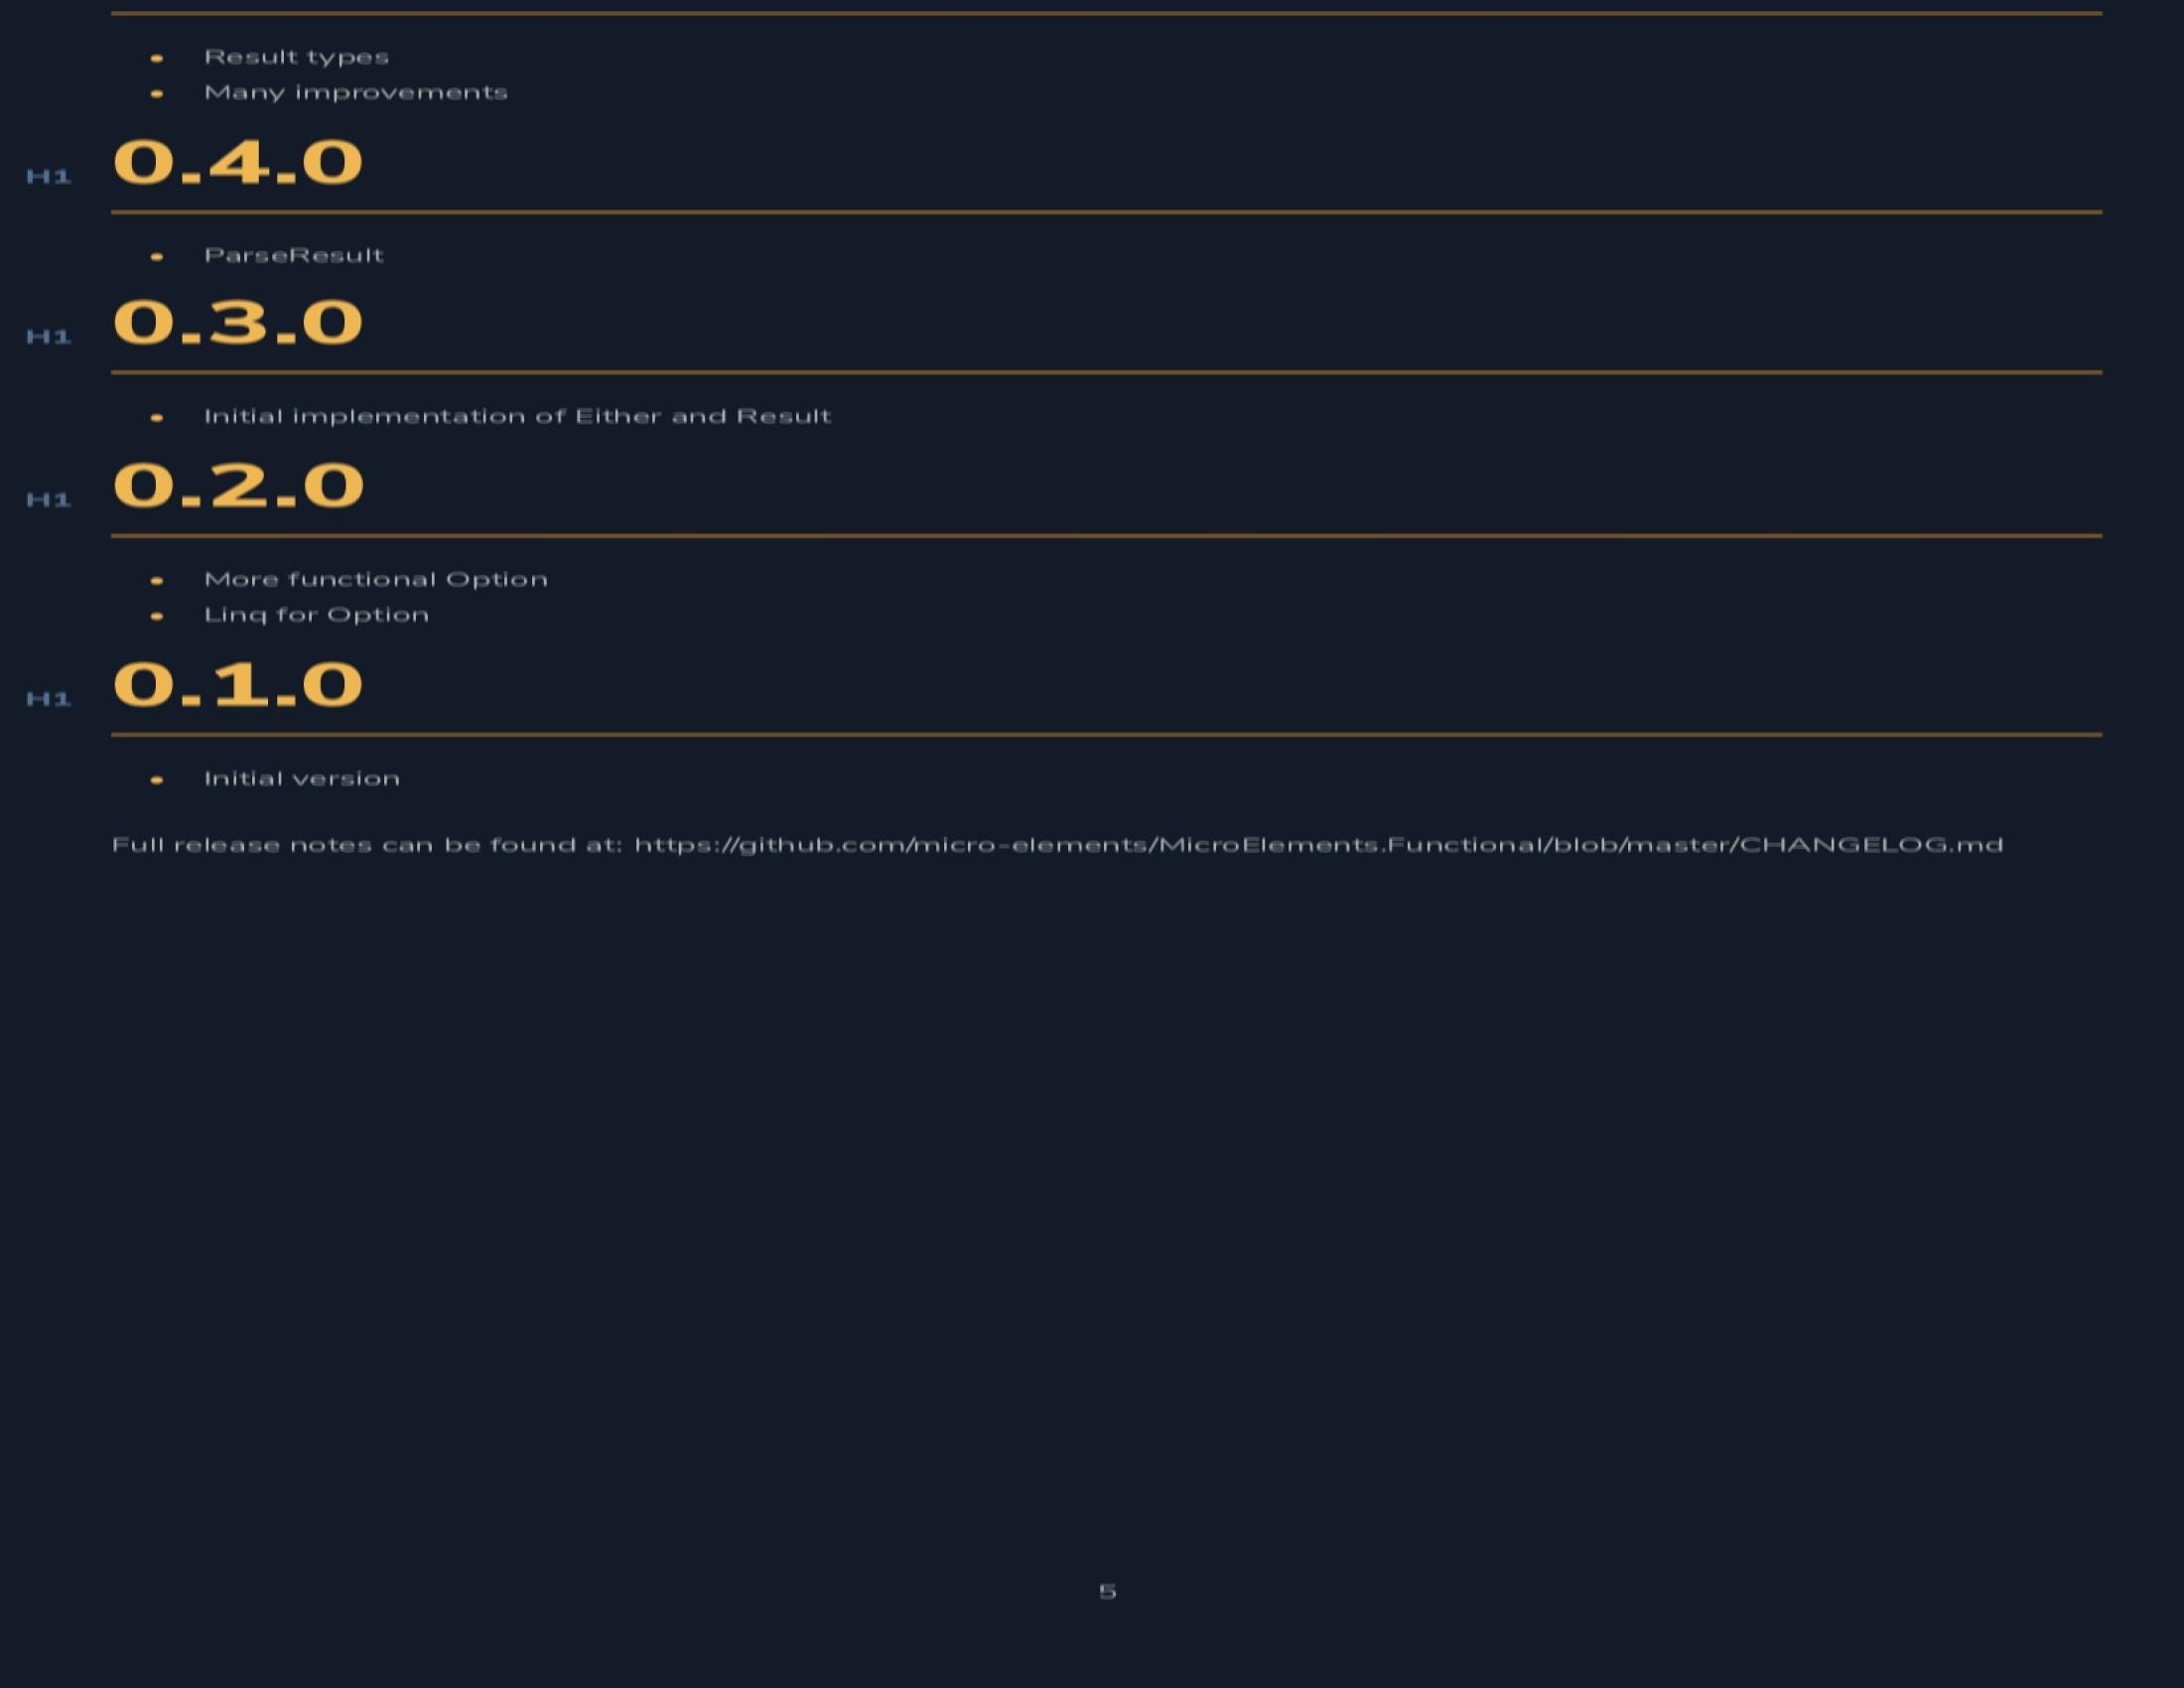 Result types
Many improvements
H1 0.4.0
ParseResult
H1 0.3.0
Initial implementation of Either and Result
H1 0.2.0
More functional Option
Linq for Option
H1 0.1.0
Initial version
Full release notes can be found at: https://github.com/micro-elements/MicroElements.Functional/blob/master/CHANGELOG.md
5